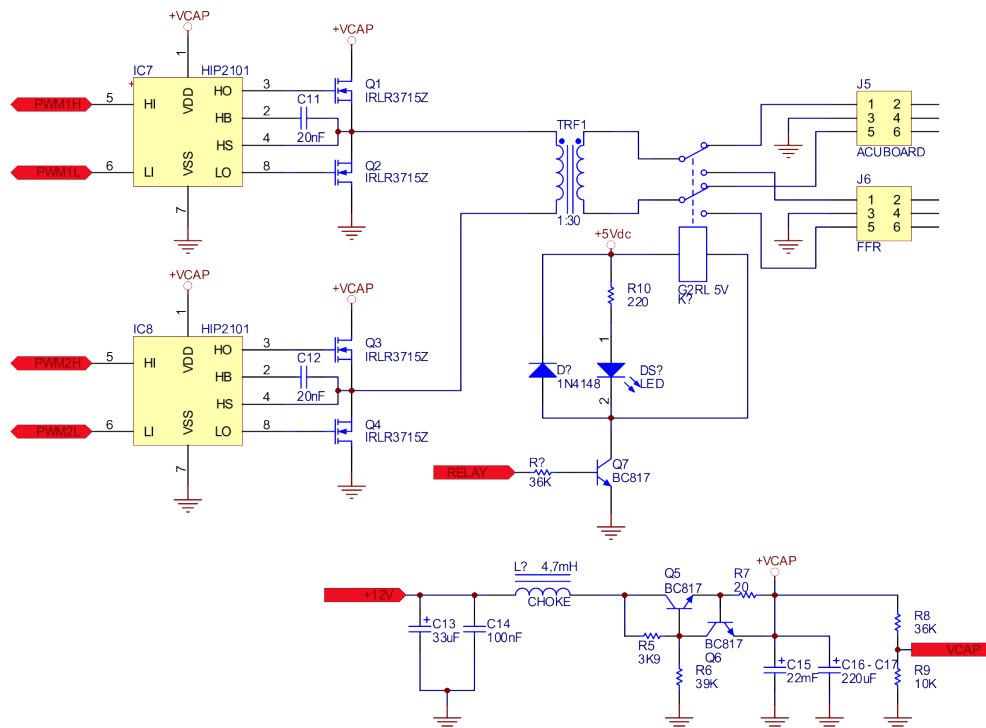 +VCAP
+VCAP
1
IC7
HIP2101
+
PWM1H
5
HI
VDD
HO
3
Q1
IRLR3715Z
HB
2
C11
20nF
HS
4
PWM1L
6
LI
VSS
LO
8
Q2
IRLR3715Z
7
TRF1
1:30
J5
1 2
3 4
5 6
ACUBOARD
J6
1 2
3 4
5 6
FFR
+VCAP
+VCAP
1
IC8
HIP2101
PWM2H
5
HI
VDD
HO
3
Q3
IRLR3715Z
HB
2
C12
20nF
HS
4
PWM2L
6
LI
VSS
LO
8
Q4
IRLR3715Z
7
+5Vdc
R10
220
G2RL 5V
K?
1
D?
1N4148
DS?
LED
2
RELAY
R?
36K
Q7
BC817
+12V
L? 4,7mH
CHOKE
+
C13
33uF
C14
100nF
Q5
BC817
R7
20
+VCAP
R5
3K9
BC817
Q6
R6
39K
+
C15
22mF
+
C16 - C17
220uF
R8
36K
VCAP
R9
10K